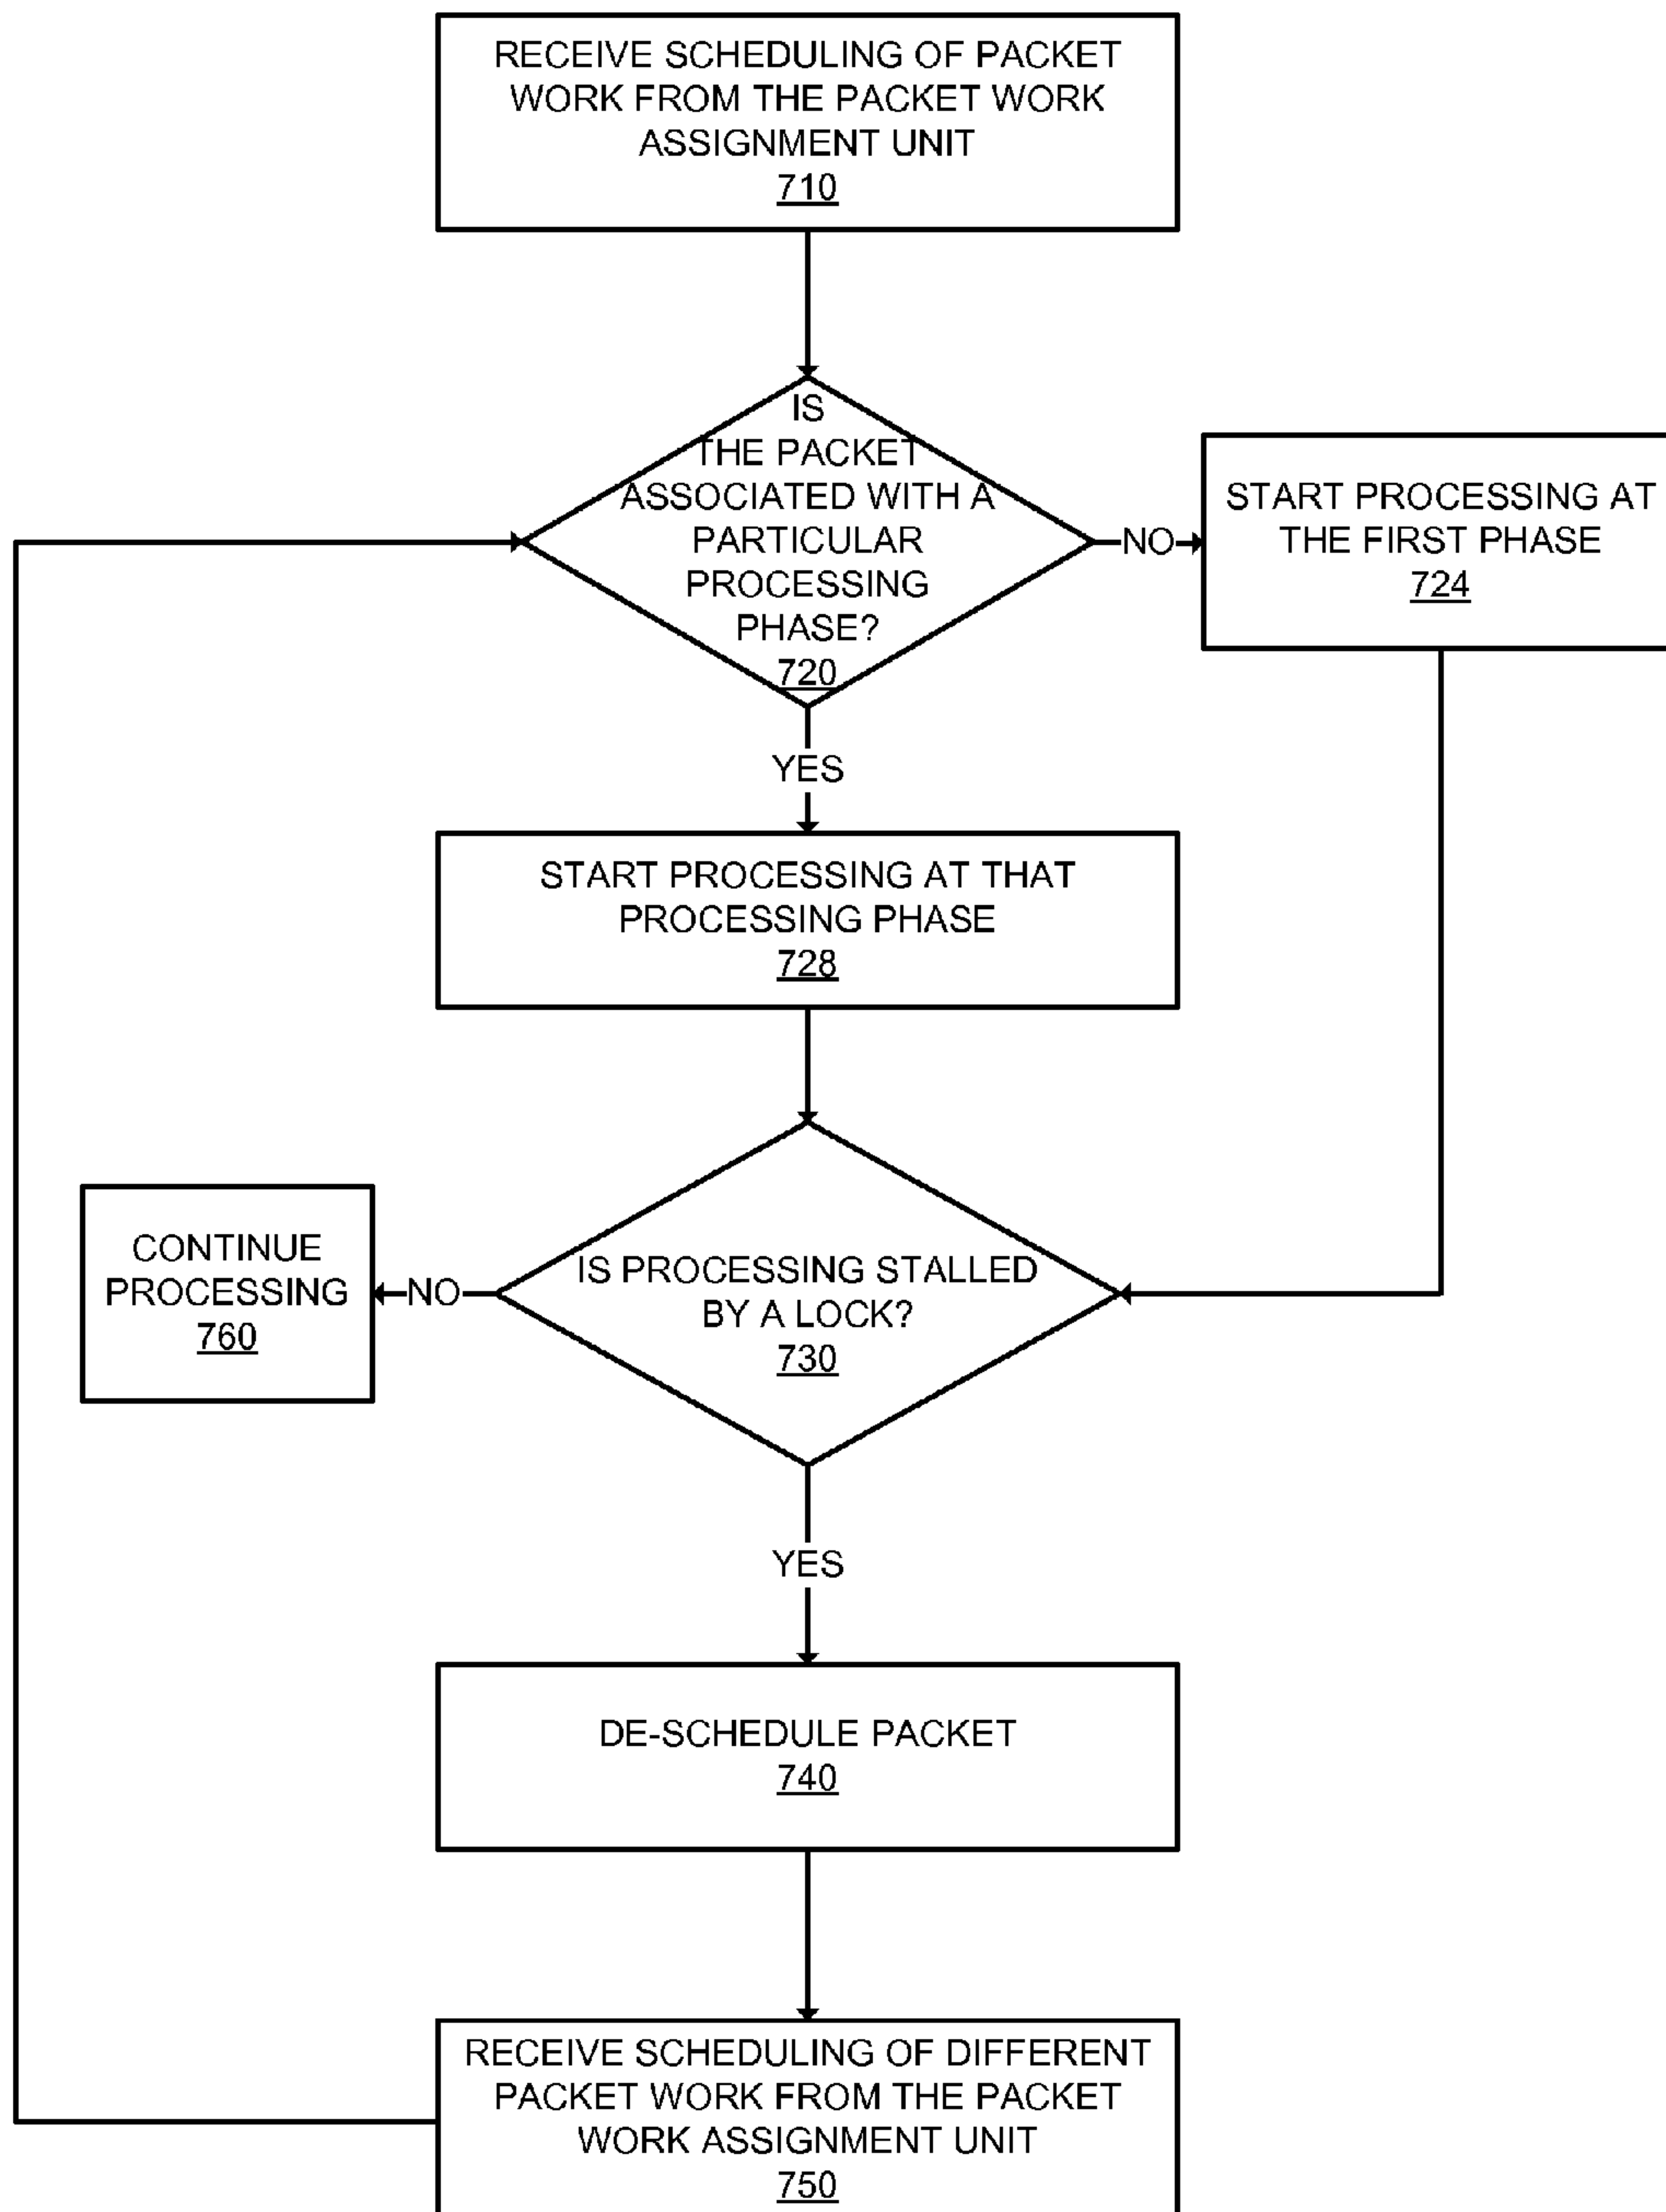 RECEIVE SCHEDULING OF PACKET
WORK FROM THE PACKET WORK
ASSIGNMENT UNIT
710
IS
THE PACKET
ASSOCIATED WITH A
PARTICULAR
PROCESSING
PHASE?
720
NO
START PROCESSING AT
THE FIRST PHASE
724
YES
START PROCESSING AT THAT
PROCESSING PHASE
728
IS PROCESSING STALLED
BY A LOCK?
730
NO
CONTINUE
PROCESSING
760
YES
DE-SCHEDULE PACKET
740
RECEIVE SCHEDULING OF DIFFERENT
PACKET WORK FROM THE PACKET
WORK ASSIGNMENT UNIT
750